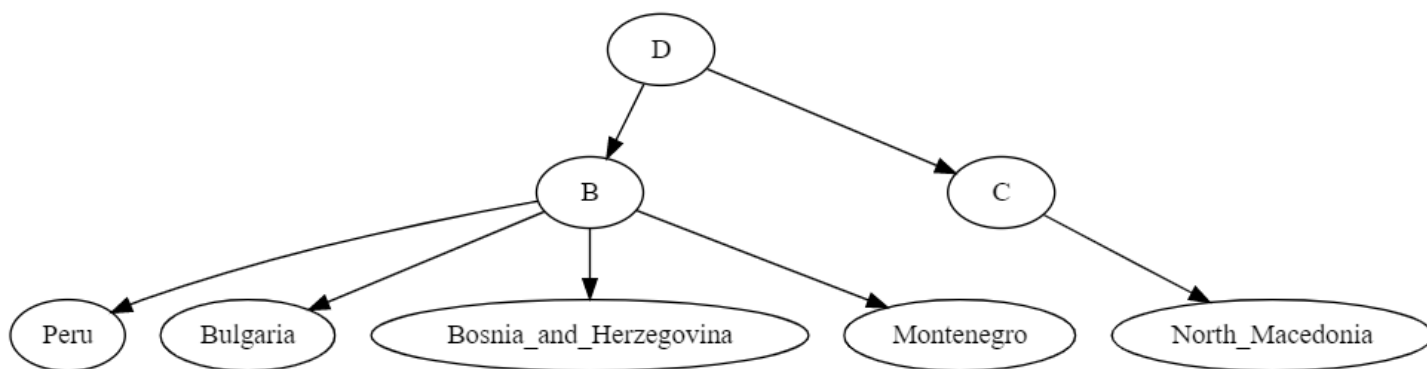 D
B
C
Peru
Bulgaria
Bosnia_and_Herzegovina
Montenegro
North_Macedonia